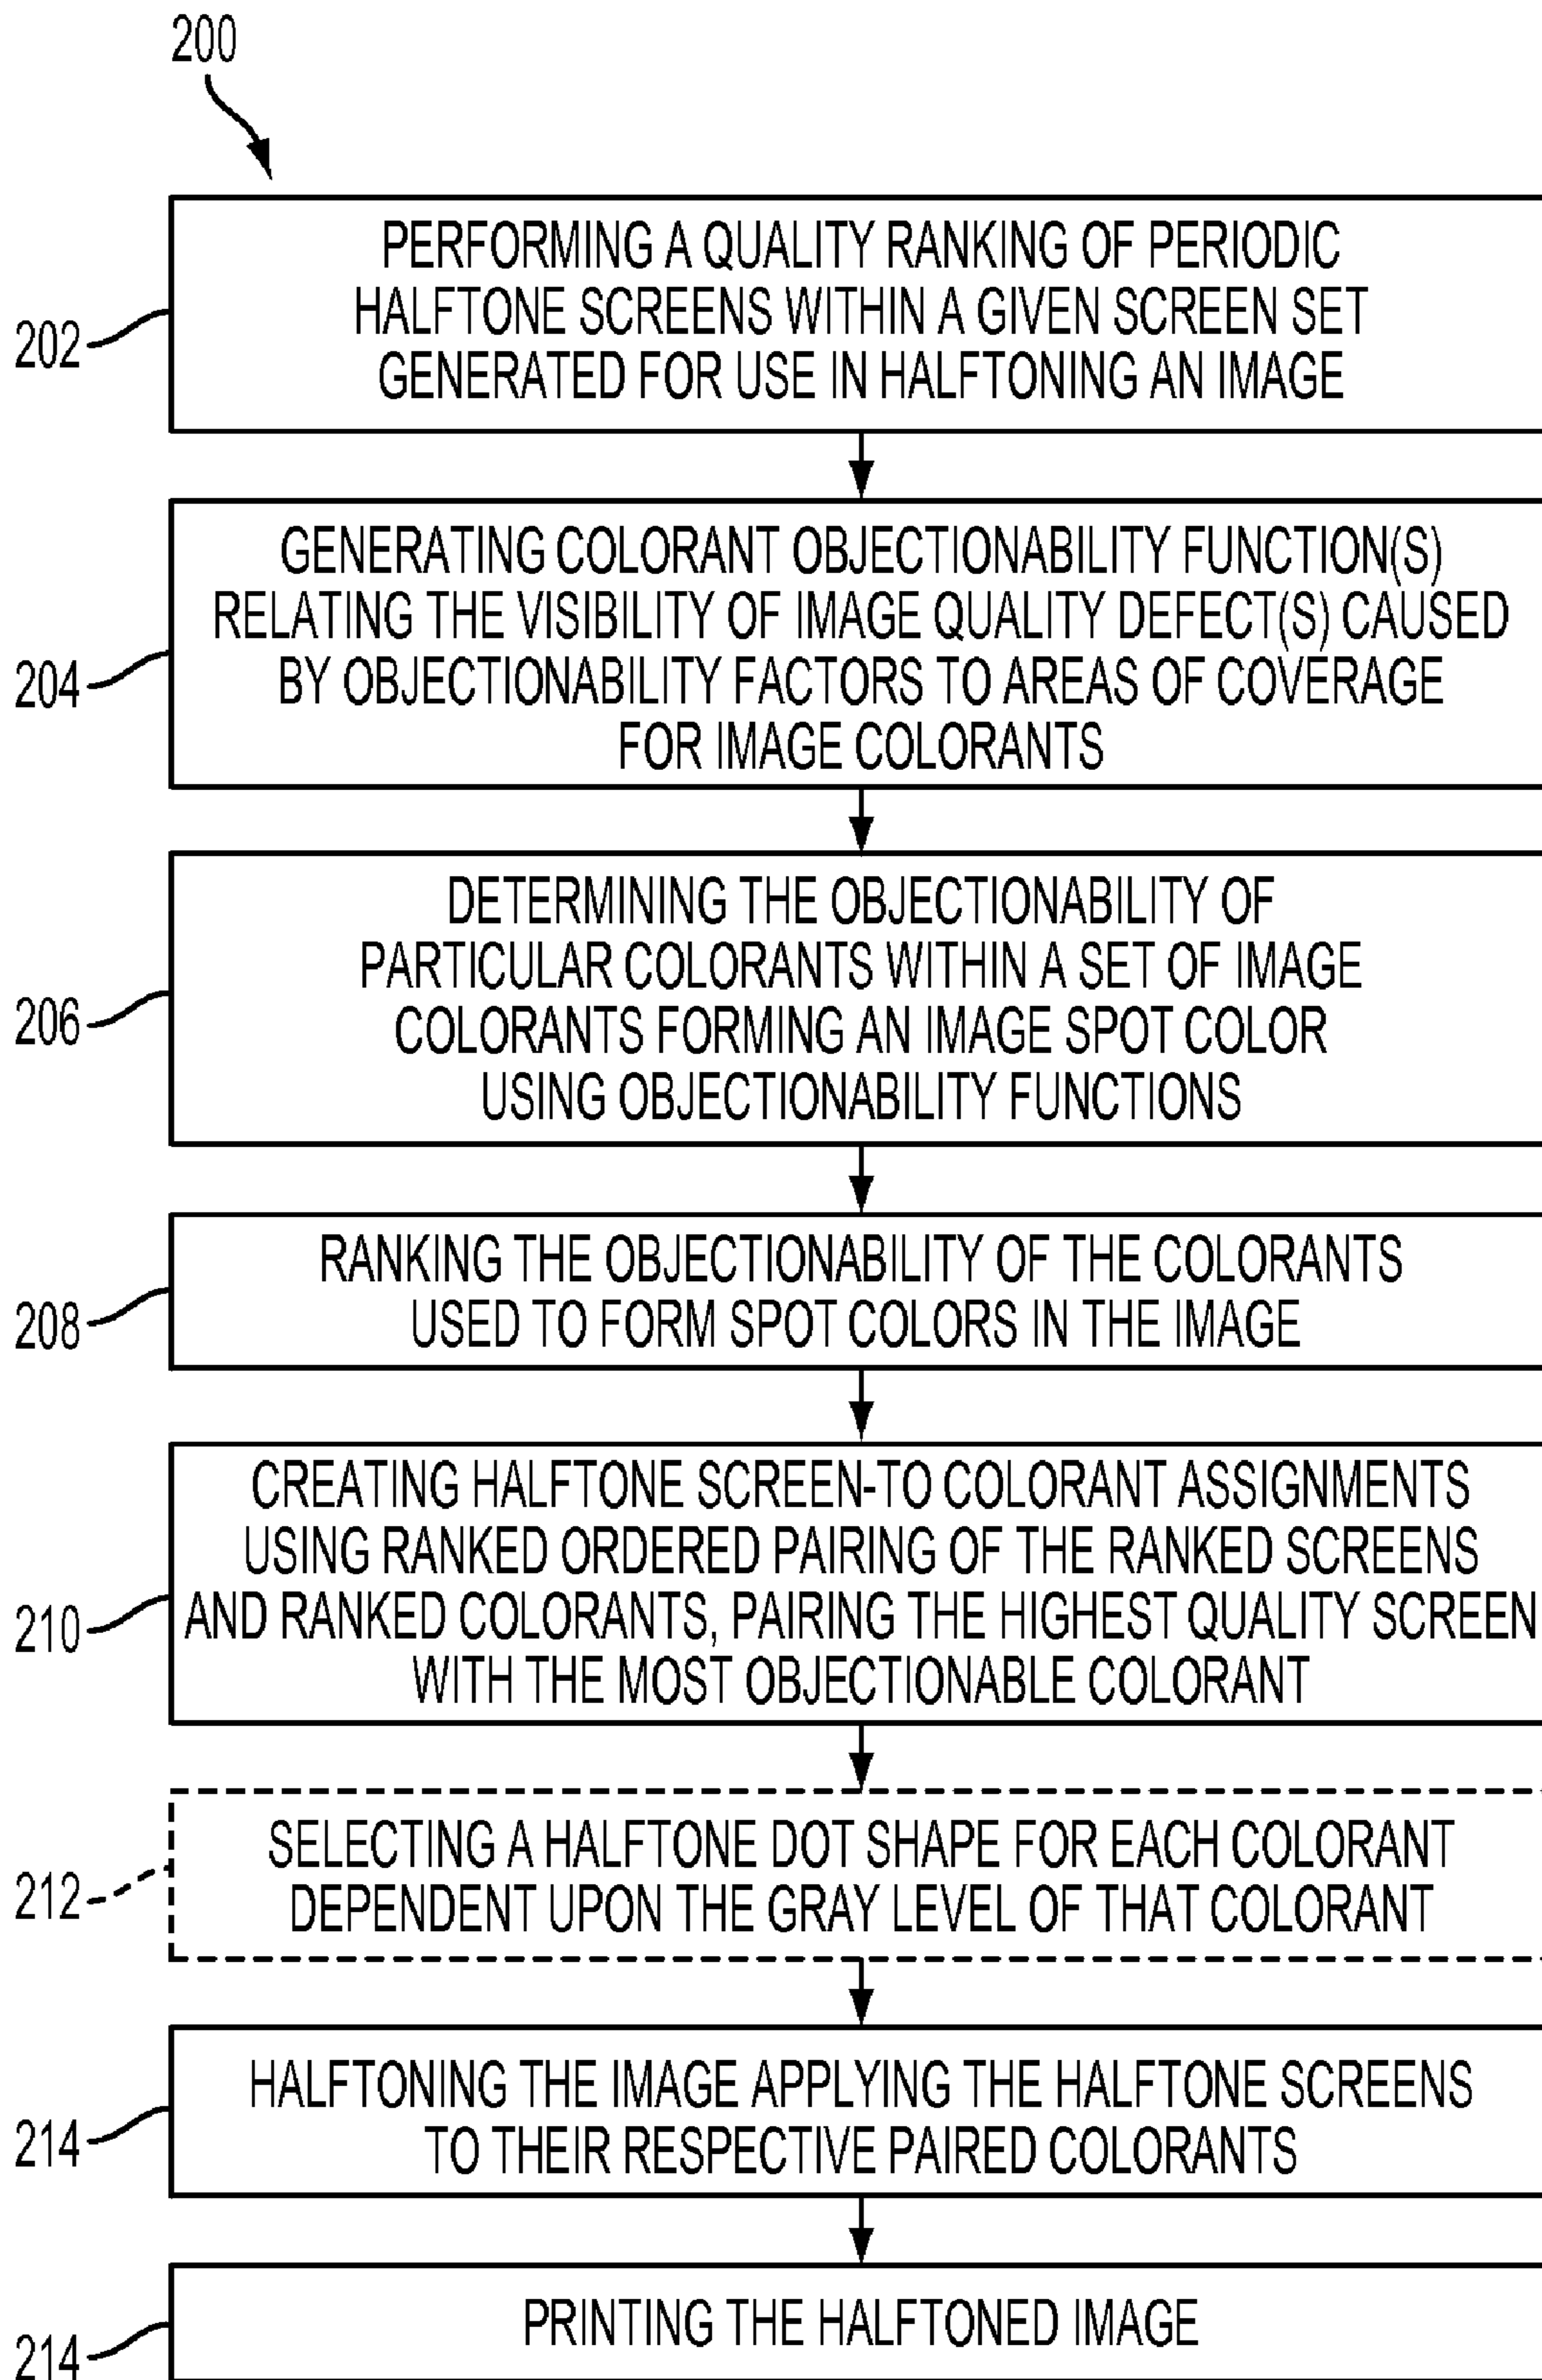 200
PERFORMING A QUALITY RANKING OF PERIODIC
HALFTONE SCREENS WITHIN A GIVEN SCREEN SET
GENERATED FOR USE IN HALFTONING AN IMAGE
202
GENERATING COLORANT OBJECTIONABILITY FUNCTION(S)
RELATING THE VISIBILITY OF IMAGE QUALITY DEFECT(S) CAUSED
BY OBJECTIONABILITY FACTORS TO AREAS OF COVERAGE
FOR IMAGE COLORANTS
204
DETERMINING THE OBJECTIONABILITY OF
PARTICULAR COLORANTS WITHIN A SET OF IMAGE
COLORANTS FORMING AN IMAGE SPOT COLOR
USING OBJECTIONABILITY FUNCTIONS
206
RANKING THE OBJECTIONABILITY OF THE COLORANTS
USED TO FORM SPOT COLORS IN THE IMAGE
208
CREATING HALFTONE SCREEN-TO COLORANT ASSIGNMENTS
USING RANKED ORDERED PAIRING OF THE RANKED SCREENS
AND RANKED COLORANTS, PAIRING THE HIGHEST QUALITY SCREEN
WITH THE MOST OBJECTIONABLE COLORANT
210
SELECTING A HALFTONE DOT SHAPE FOR EACH COLORANT
DEPENDENT UPON THE GRAY LEVEL OF THAT COLORANT
212
HALFTONING THE IMAGE APPLYING THE HALFTONE SCREENS
TO THEIR RESPECTIVE PAIRED COLORANTS
214
PRINTING THE HALFTONED IMAGE
214